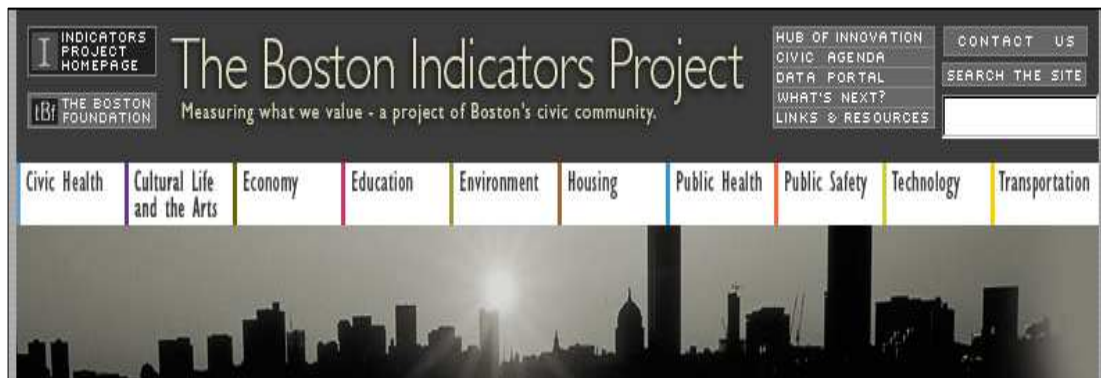 I INDICATORS
PROJECT
HOMEPAGE
tBf THE BOSTON
FOUNDATION
The Boston Indicators Project
Measuring what we value - a project of Boston's civic community.
HUB OF INNOVATION
CIVIC AGENDA
DATA PORTAL
WHAT'S NEXT?
LINKS & RESOURCES
CONTACT US
SEARCH THE SITE
Civic Health
Cultural Life
and the Arts
Economy
Education
Environment
Housing
Public Health
Public Safety
Technology
Transportation